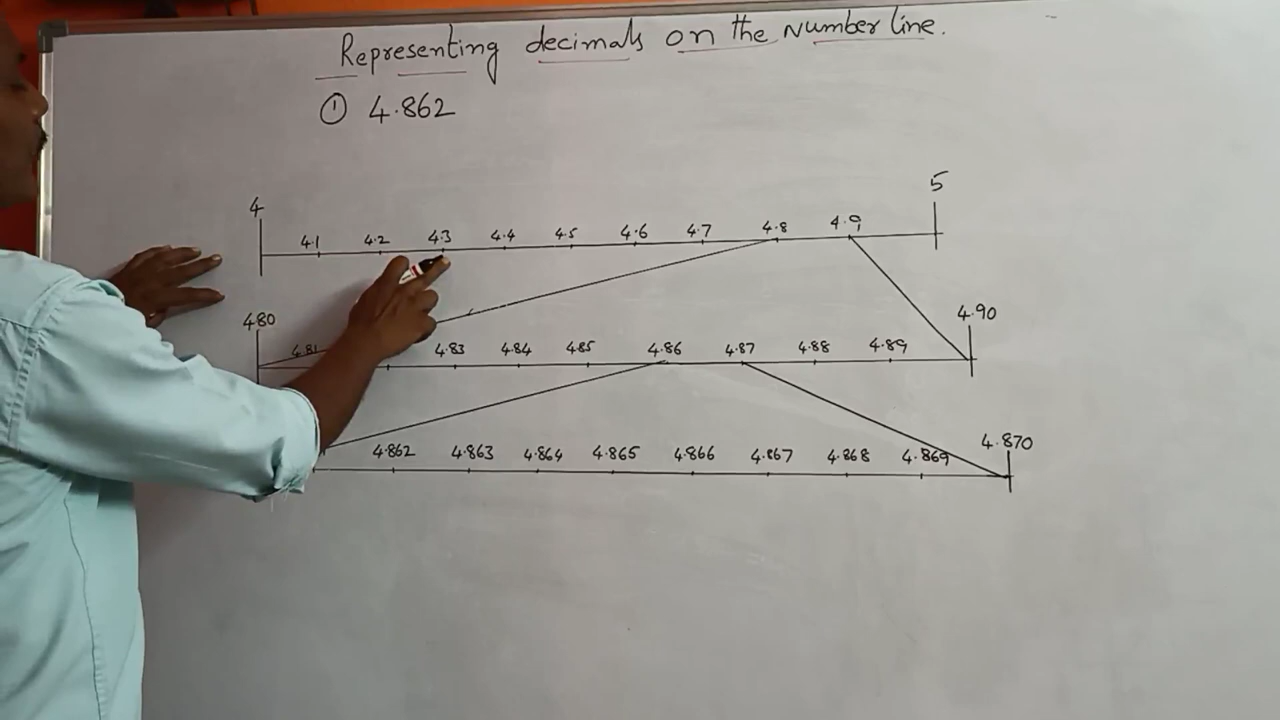 Representing decimals on the Number line.
① 4.862
4 4.1 4.2 4.3 4.4 4.5 4.6 4.7 4.8 4.9 5
4.80 4.81 4.83 4.84 4.85 4.86 4.87 4.88 4.89 4.90
4.862 4.863 4.864 4.865 4.866 4.867 4.868 4.869 4.870